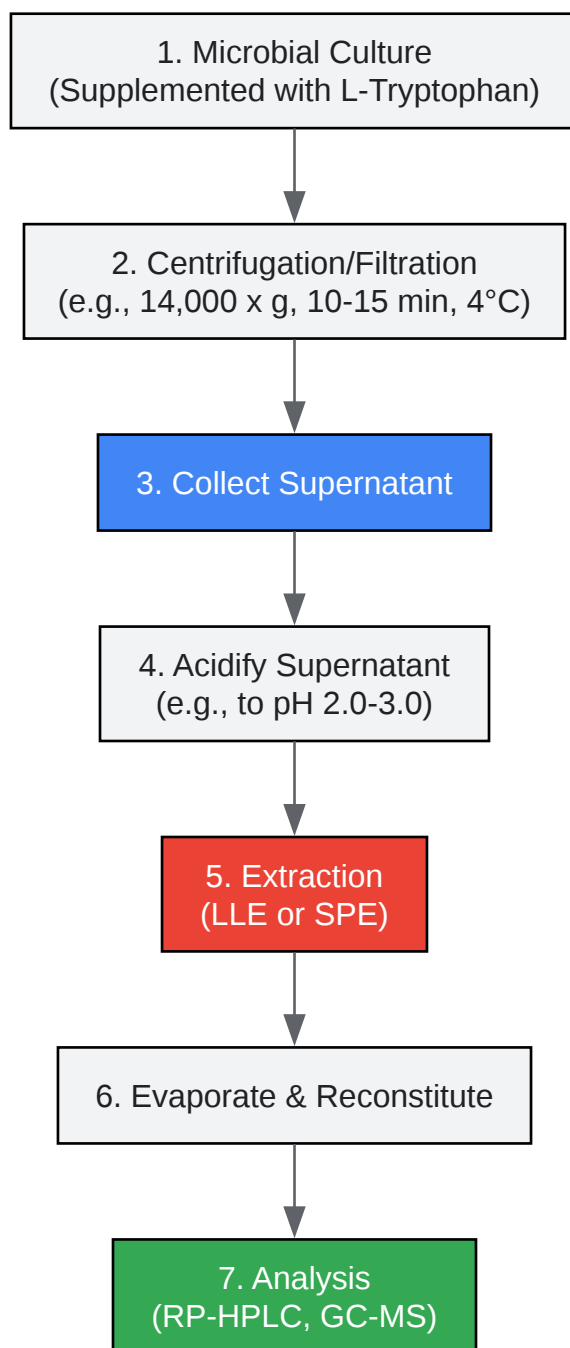 1. Microbial Culture
(Supplemented with L-Tryptophan)
2. Centrifugation/Filtration
(e.g., 14,000 x g, 10-15 min, 4°C)
3. Collect Supernatant
4. Acidify Supernatant
(e.g., to pH 2.0-3.0)
5. Extraction
(LLE or SPE)
6. Evaporate & Reconstitute
7. Analysis
(RP-HPLC, GC-MS)